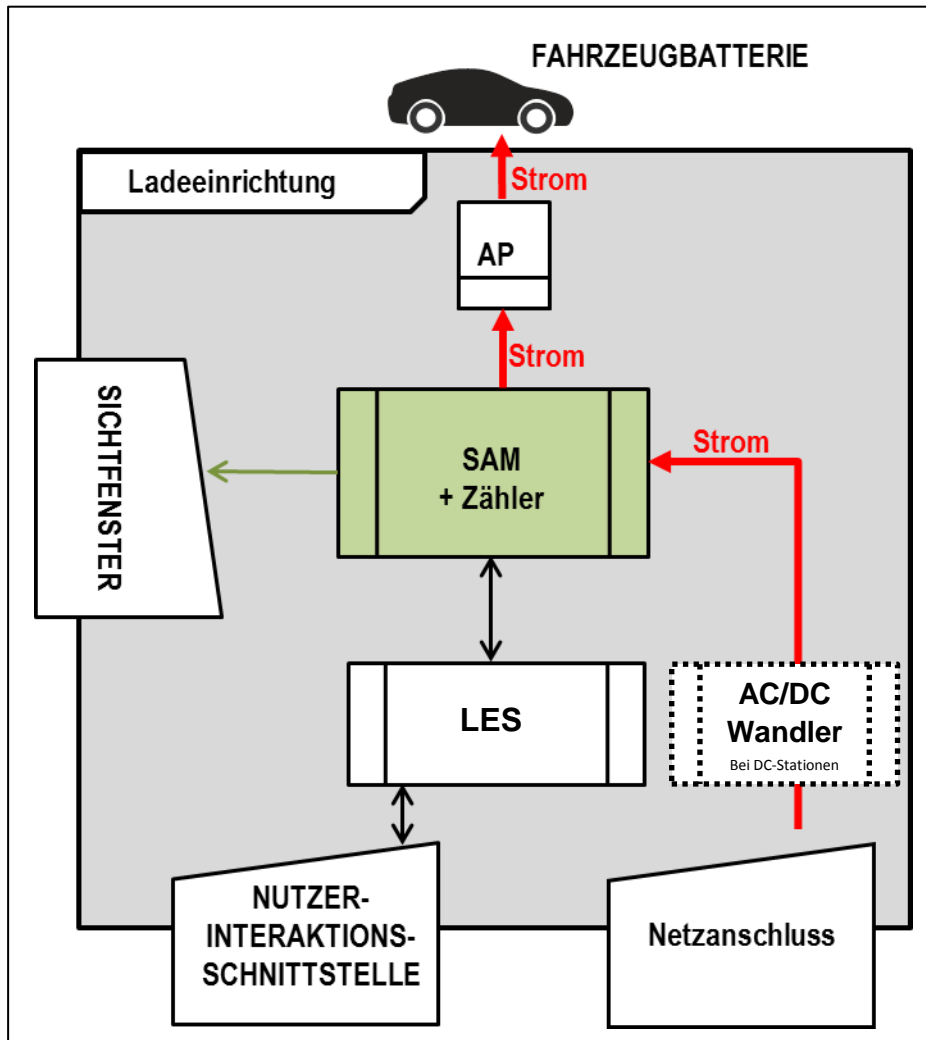 FAHRZEUGBATTERIE
Ladeeinrichtung
Strom
AP
Strom
SICHTFENSTER
SAM
+ Zähler
Strom
LES
AC/DC
Wandler
Bei DC-Stationen
NUTZER-
INTERAKTIONS-
SCHNITTSTELLE
Netzanschluss